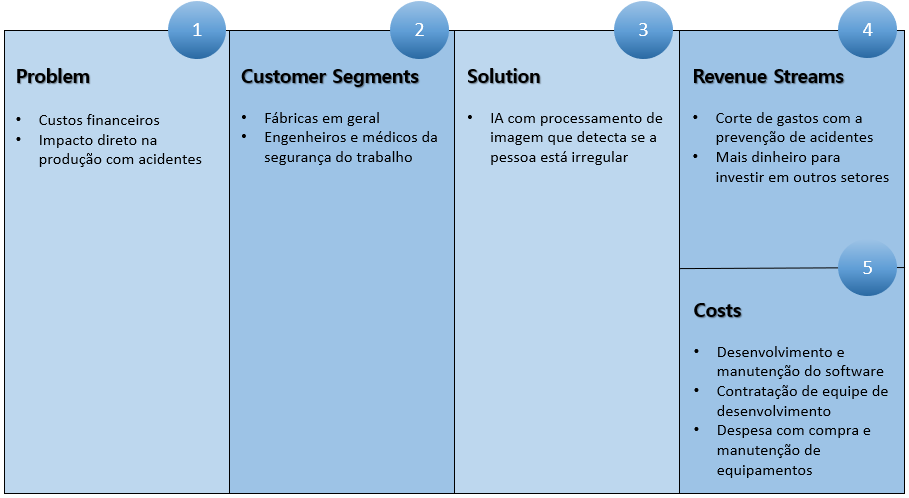 1
Problem
• Custos financeiros
• Impacto direto na
produção com acidentes
2
Customer Segments
• Fábricas em geral
• Engenheiros e médicos da
segurança do trabalho
3
Solution
• IA com processamento de
imagem que detecta se a
pessoa está irregular
4
Revenue Streams
• Corte de gastos com a
prevenção de acidentes
• Mais dinheiro para
investir em outros setores
5
Costs
• Desenvolvimento e
manutenção do software
• Contratação de equipe de
desenvolvimento
• Despesa com compra e
manutenção de
equipamentos